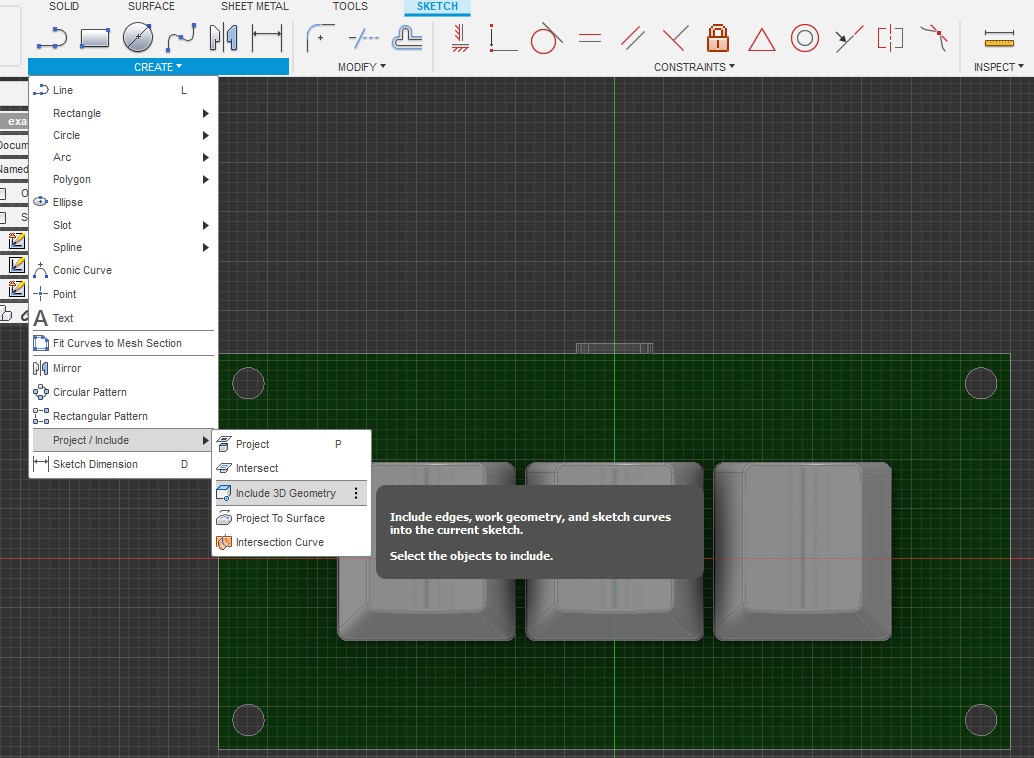 SOLID SURFACE SHEET METAL TOOLS SKETCH
CREATE MODIFY CONSTRAINTS INSPECT
Line L
Rectangle
Circle
Arc
Polygon
Ellipse
Slot
Spline
Conic Curve
Point
A Text
Fit Curves to Mesh Section
Mirror
Circular Pattern
Rectangular Pattern
Project / Include
Sketch Dimension D
exa
Docum
Named
O
S
Project P
Intersect
Include 3D Geometry
Project To Surface
Intersection Curve
Include edges, work geometry, and sketch curves
into the current sketch.
Select the objects to include.